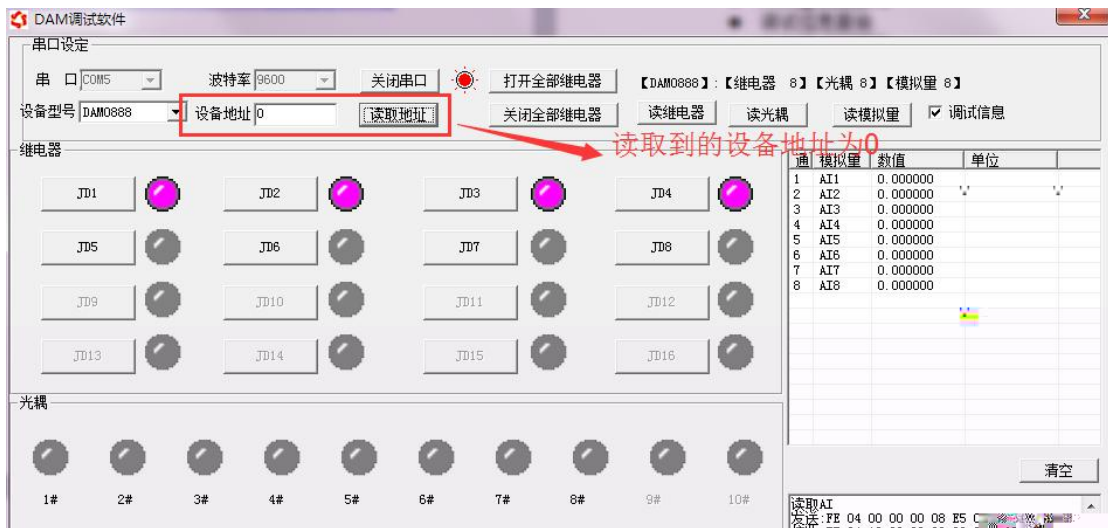 DAM调试软件
串口设定
串 口 COM5 波特率 9600 关闭串口 打开全部继电器 【DAM0888】:【继电器 8】【光耦 8】【模拟量 8】
设备型号 DAM0888 设备地址 0 读取地址 关闭全部继电器 读继电器 读光耦 读模拟量 调试信息
读取到的设备地址为0
继电器
JD1 JD2 JD3 JD4
JD5 JD6 JD7 JD8
JD9 JD10 JD11 JD12
JD13 JD14 JD15 JD16
通 模拟量 数值 单位
1 AI1 0.000000
2 AI2 0.000000
3 AI3 0.000000
4 AI4 0.000000
5 AI5 0.000000
6 AI6 0.000000
7 AI7 0.000000
8 AI8 0.000000
光耦
1# 2# 3# 4# 5# 6# 7# 8# 9# 10#
清空
读取AI
发送:FE 04 00 00 00 08 E5